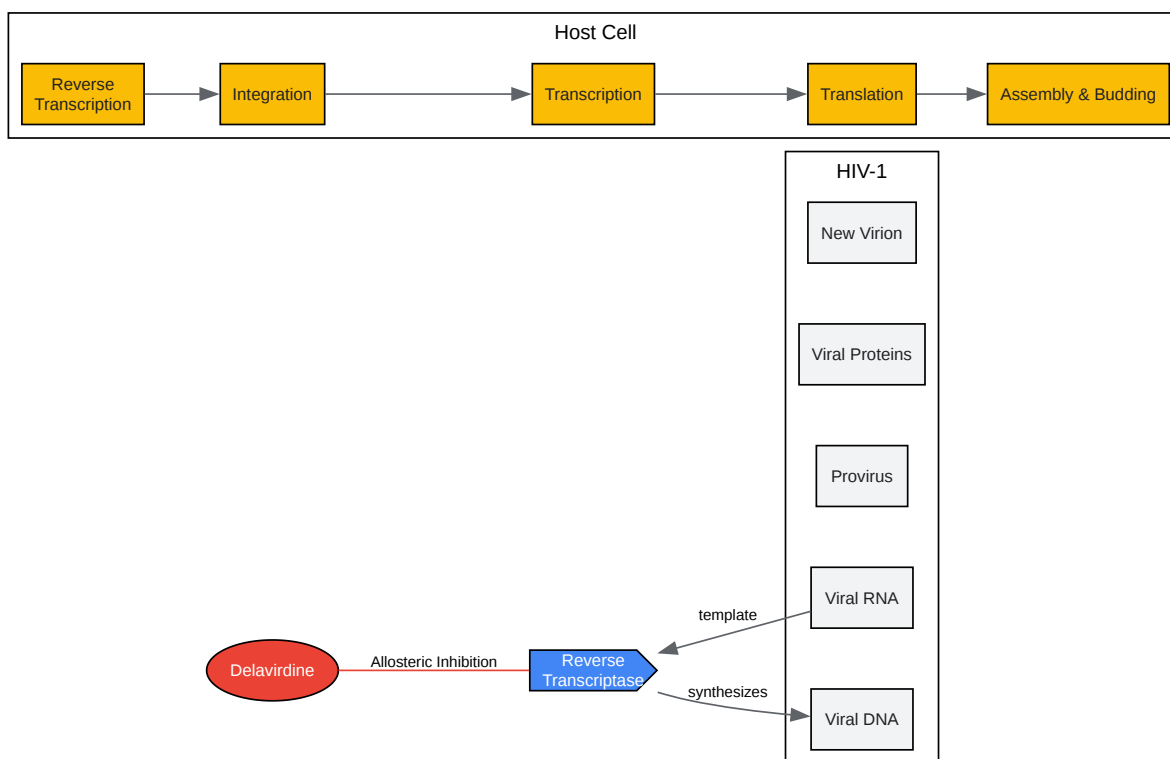 Host Cell
Reverse
Transcription
Integration
Transcription
Translation
Assembly & Budding
HIV-1
New Virion
Viral Proteins
Provirus
Viral RNA
template
Delavirdine
Allosteric Inhibition
Reverse
Transcriptase
synthesizes
Viral DNA